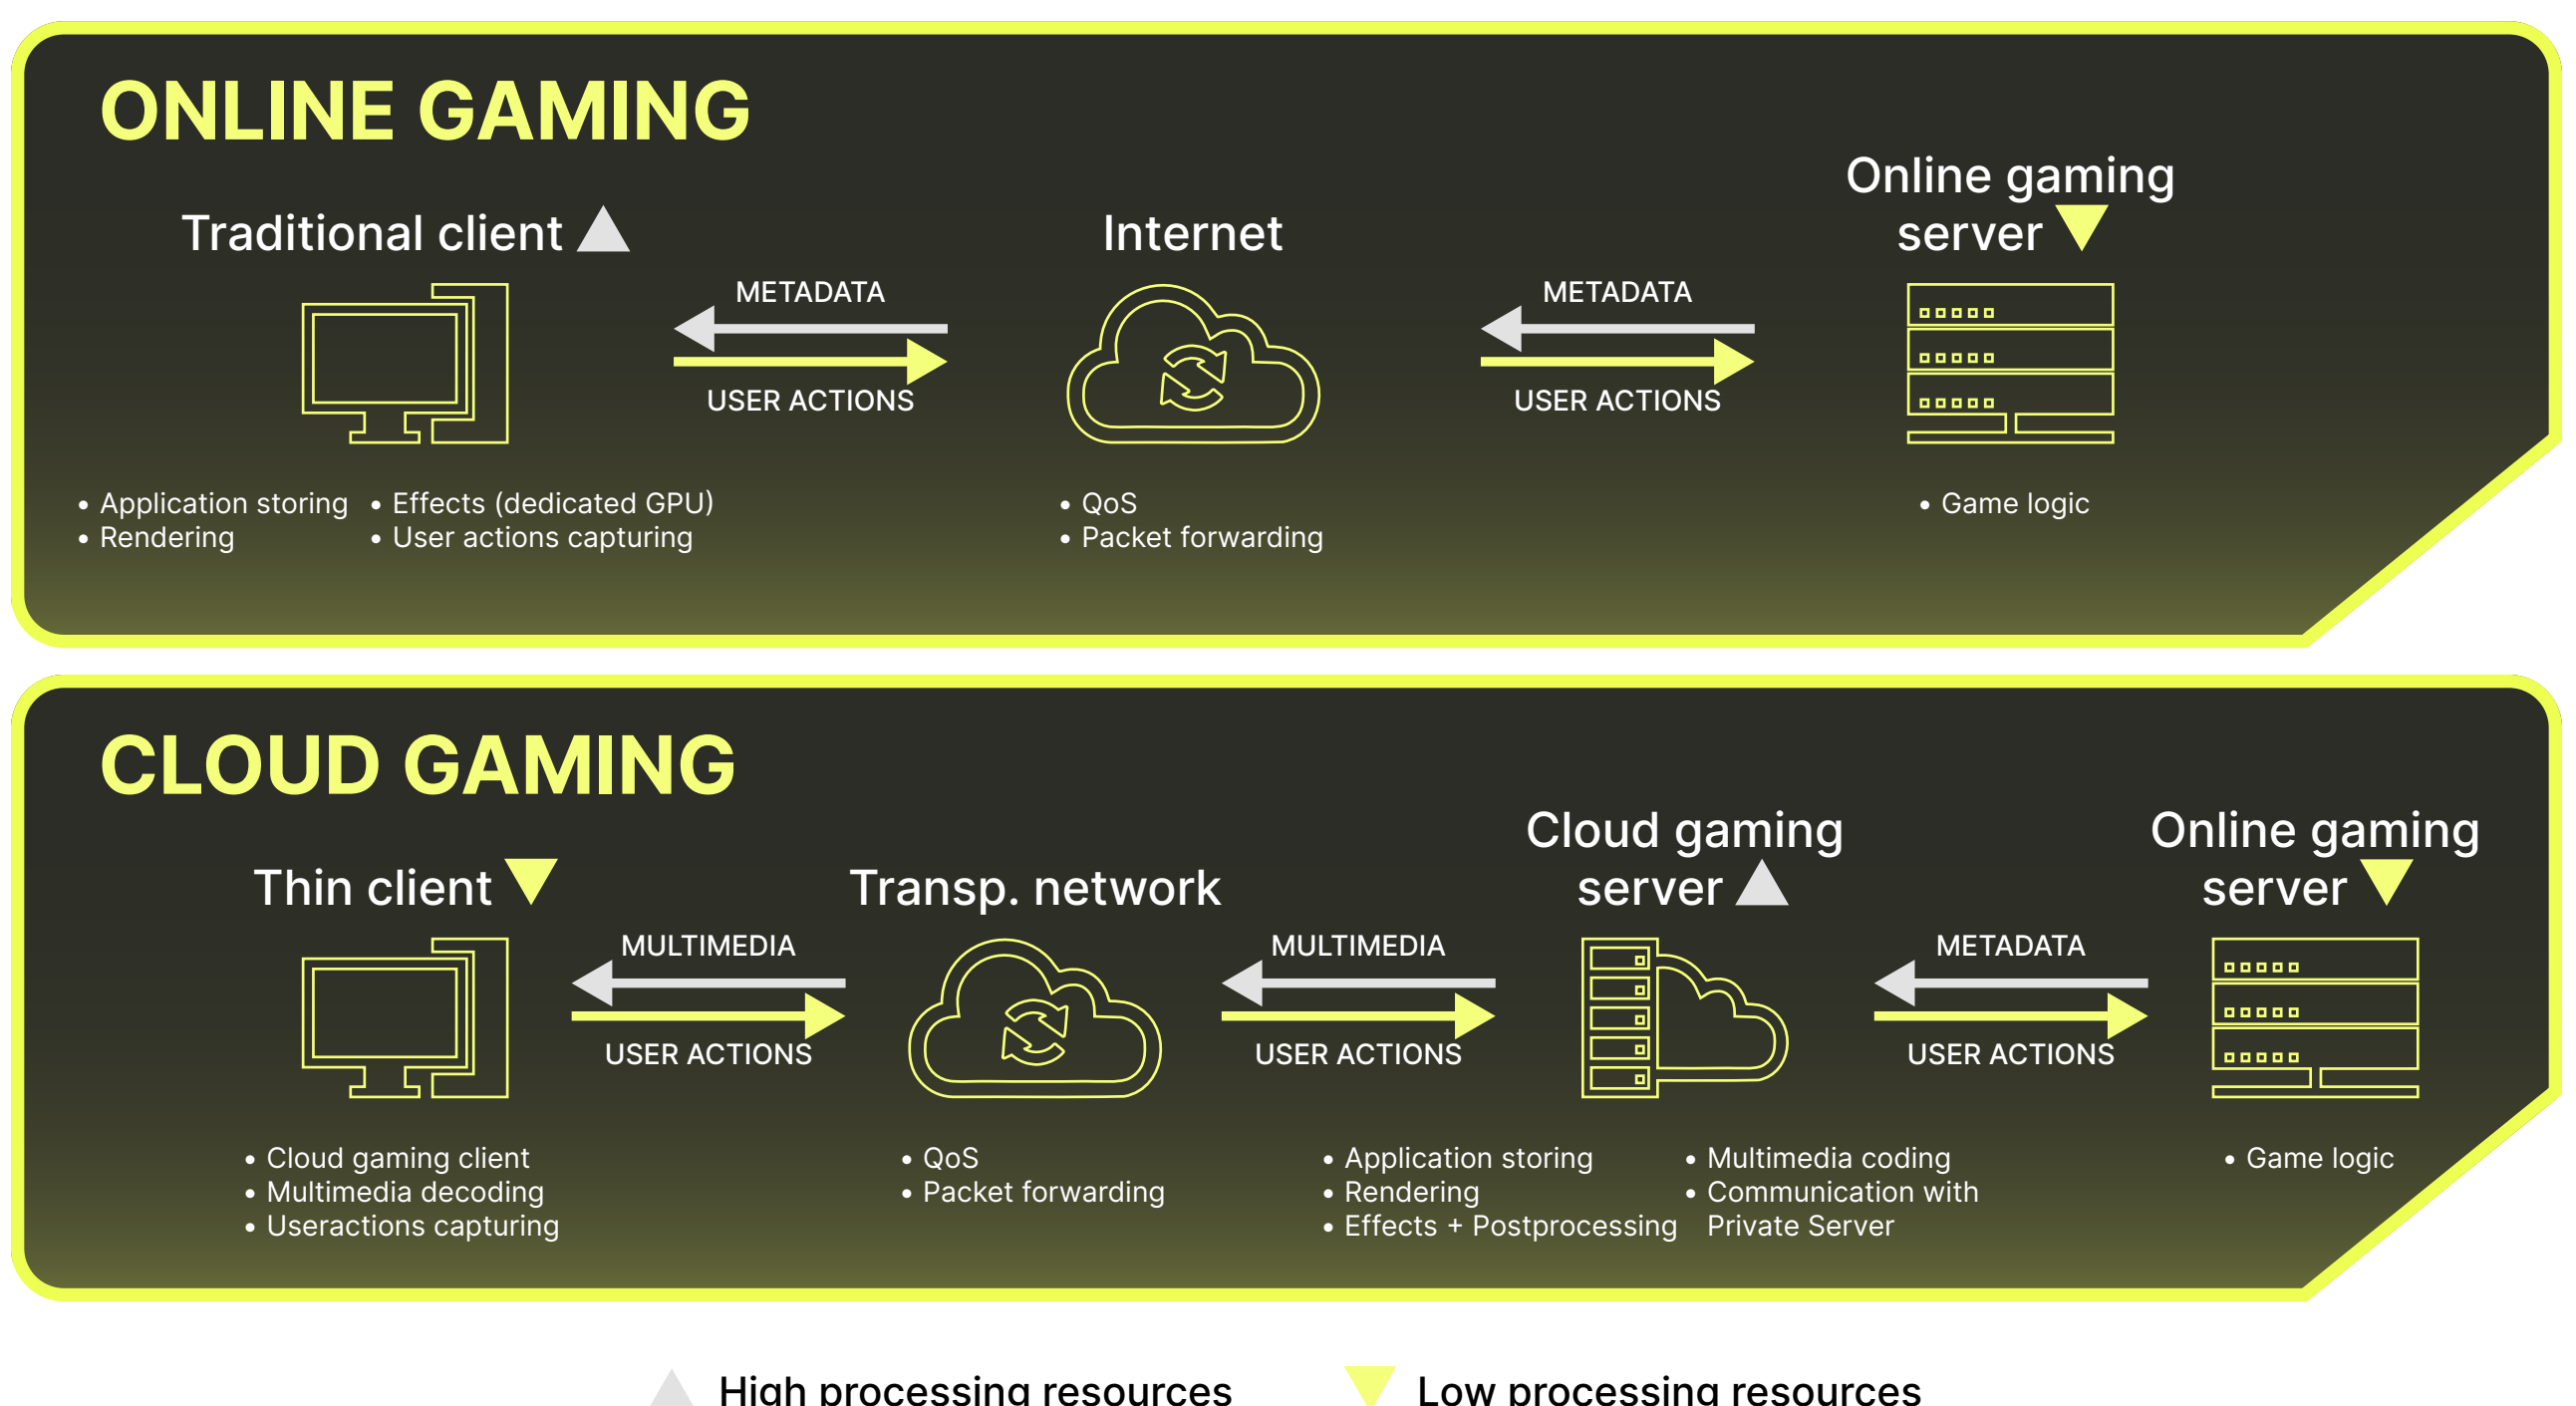 ONLINE GAMING
Traditional client
Internet
Online gaming
server
METADATA
USER ACTIONS
METADATA
USER ACTIONS
• Application storing
• Rendering
• Effects (dedicated GPU)
• User actions capturing
• QoS
• Packet forwarding
• Game logic
CLOUD GAMING
Thin client
Transp. network
Cloud gaming
server
Online gaming
server
MULTIMEDIA
USER ACTIONS
MULTIMEDIA
USER ACTIONS
METADATA
USER ACTIONS
• Cloud gaming client
• Multimedia decoding
• Useractions capturing
• QoS
• Packet forwarding
• Application storing
• Rendering
• Effects + Postprocessing
• Multimedia coding
• Communication with
Private Server
• Game logic
High processing resources
Low processing resources